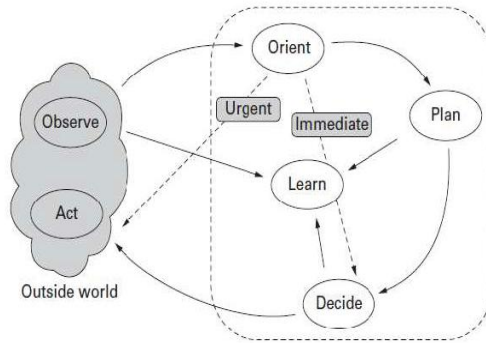 Orient
Urgent
Immediate
Plan
Observe
Learn
Act
Decide
Outside world